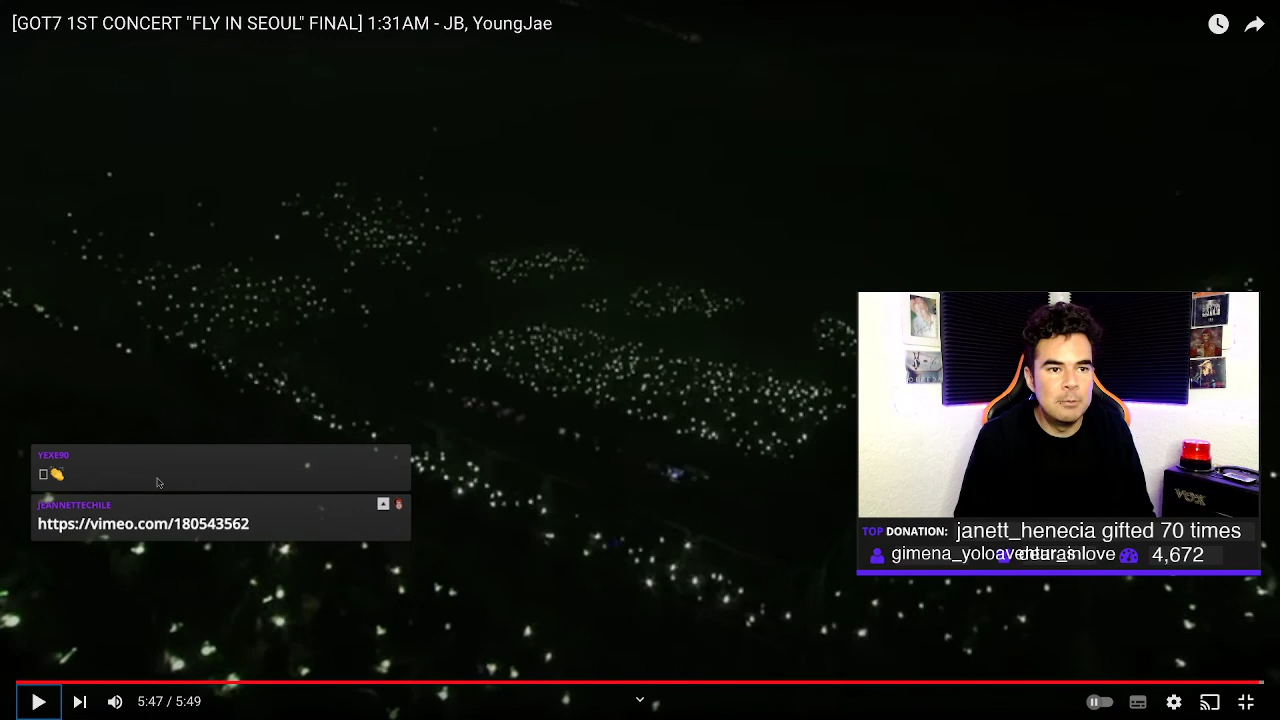 [GOT7 1ST CONCERT "FLY IN SEOUL" FINAL] 1:31AM - JB, YoungJae
YEXE90
JEANNETTECHILE
https://vimeo.com/180543562
VOX
TOP DONATION: janett_henecia gifted 70 times
4,672
5:47 / 5:49